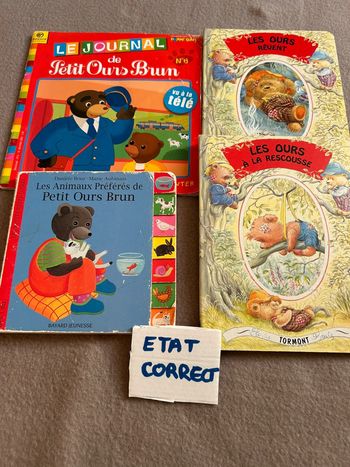 LE JOURNAL
de
Petit Ours Brun
N°6
vu à la
télé
LES OURS
RÊVENT
Les Animaux Préférés de
Petit Ours Brun
BAYARD JEUNESSE
LES OURS
À LA RESCOUSSE
TORMONT
ETAT
CORRECT